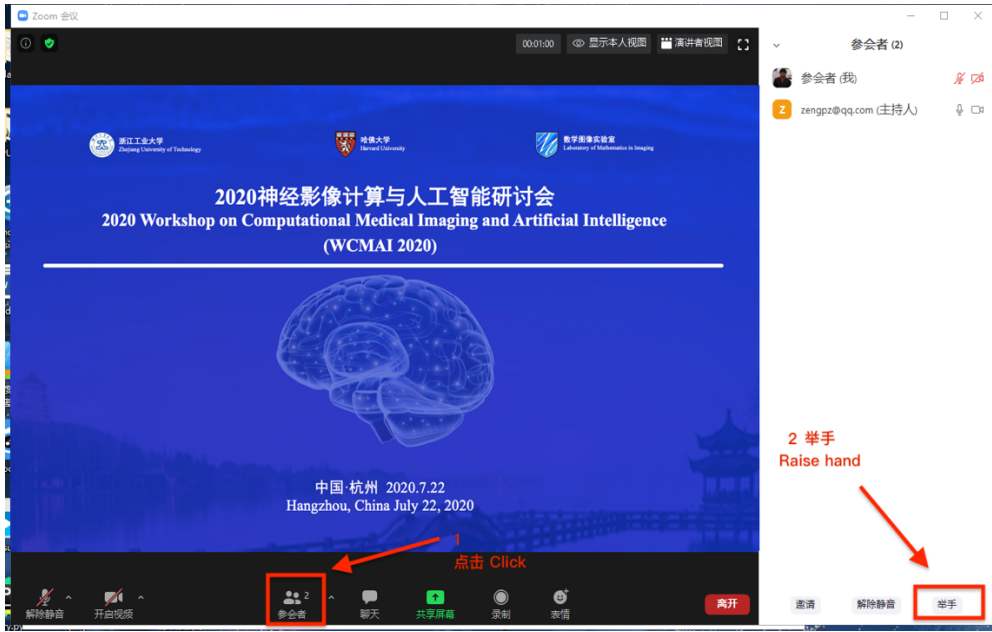 Zoom 会议
00:01:00
显示本人视图
演讲者视图
参会者 (2)
参会者 (我)
Z zengpz@qq.com (主持人)
浙江工业大学
Zhejiang University of Technology
哈佛大学
Harvard University
数学图像实验室
Laboratory of Mathematics in Imaging
2020神经影像计算与人工智能研讨会
2020 Workshop on Computational Medical Imaging and Artificial Intelligence
(WCMAI 2020)
中国·杭州 2020.7.22
Hangzhou, China July 22, 2020
1
点击 Click
2 举手
Raise hand
解除静音
开启视频
2
参会者
聊天
共享屏幕
录制
表情
离开
邀请
解除静音
举手